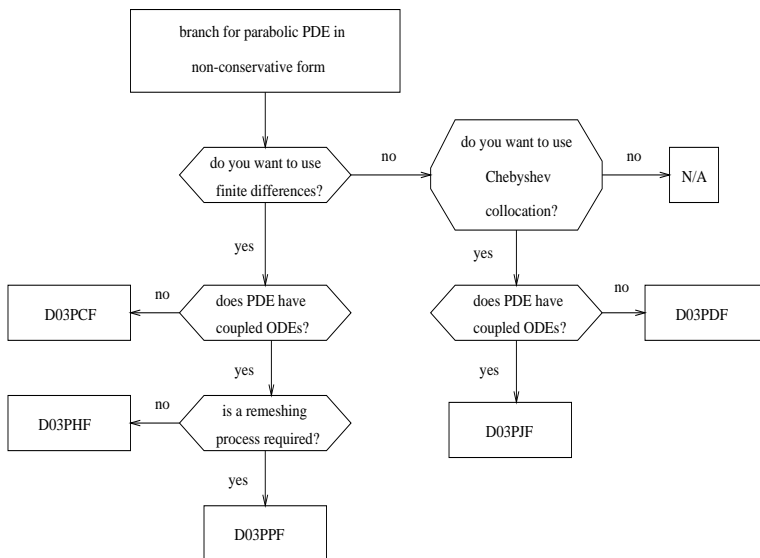 branch for parabolic PDE in
non-conservative form
do you want to use
finite differences?
no
do you want to use
Chebyshev
collocation?
no
N/A
yes
yes
D03PCF
no
does PDE have
coupled ODEs?
does PDE have
coupled ODEs?
no
D03PDF
yes
yes
D03PHF
no
is a remeshing
process required?
D03PJF
yes
D03PPF